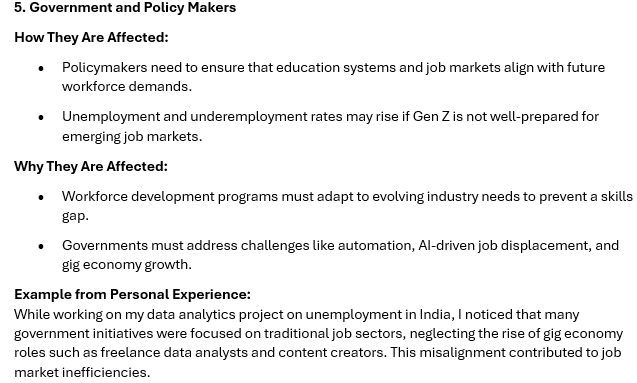 5. Government and Policy Makers
How They Are Affected:
• Policymakers need to ensure that education systems and job markets align with future
workforce demands.
• Unemployment and underemployment rates may rise if Gen Z is not well-prepared for
emerging job markets.
Why They Are Affected:
• Workforce development programs must adapt to evolving industry needs to prevent a skills
gap.
• Governments must address challenges like automation, AI-driven job displacement, and
gig economy growth.
Example from Personal Experience:
While working on my data analytics project on unemployment in India, I noticed that many
government initiatives were focused on traditional job sectors, neglecting the rise of gig economy
roles such as freelance data analysts and content creators. This misalignment contributed to job
market inefficiencies.